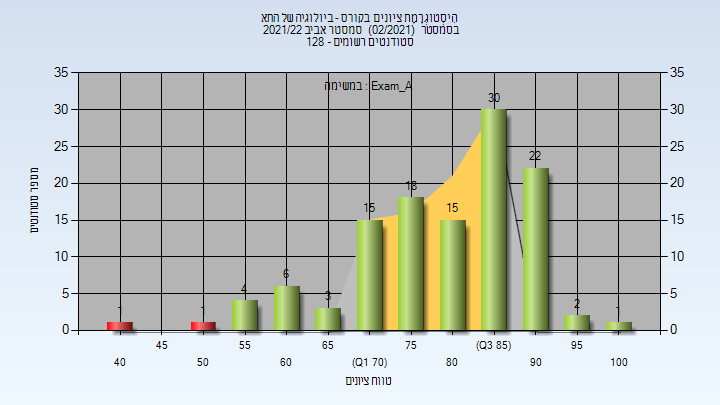 היסטוגרמת ציונים בקורס - ביולוגיה של התא
בסמסטר (02/2021) סמסטר אביב 2021/22
סטודנטים רשומים - 128
במשימה : Exam_A
35 35
30 30
25 25
20 20
15 15
10 10
5 5
0 0
1 1 4 6 3 15 18 15 30 22 2 1
מספר סטודנטים
45 55 65 75 (Q3 85) 95
40 50 60 (Q1 70) 80 90 100
טווח ציונים